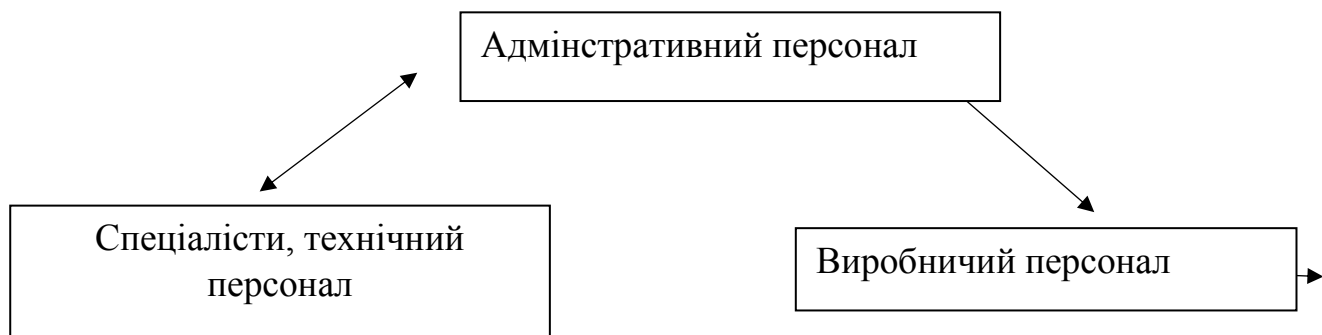 Адмінстративний персонал
Спеціалісти, технічний
персонал
Виробничий персонал